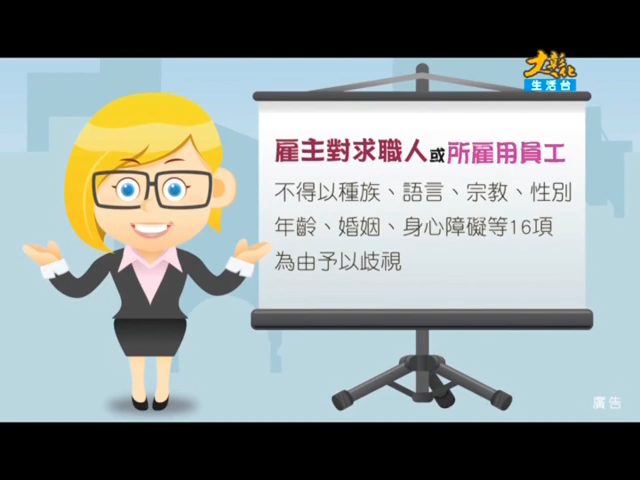 大彰化
生活台
雇主對求職人或所雇用員工
不得以種族、語言、宗教、性別
年齡、婚姻、身心障礙等16項
為由予以歧視
廣告